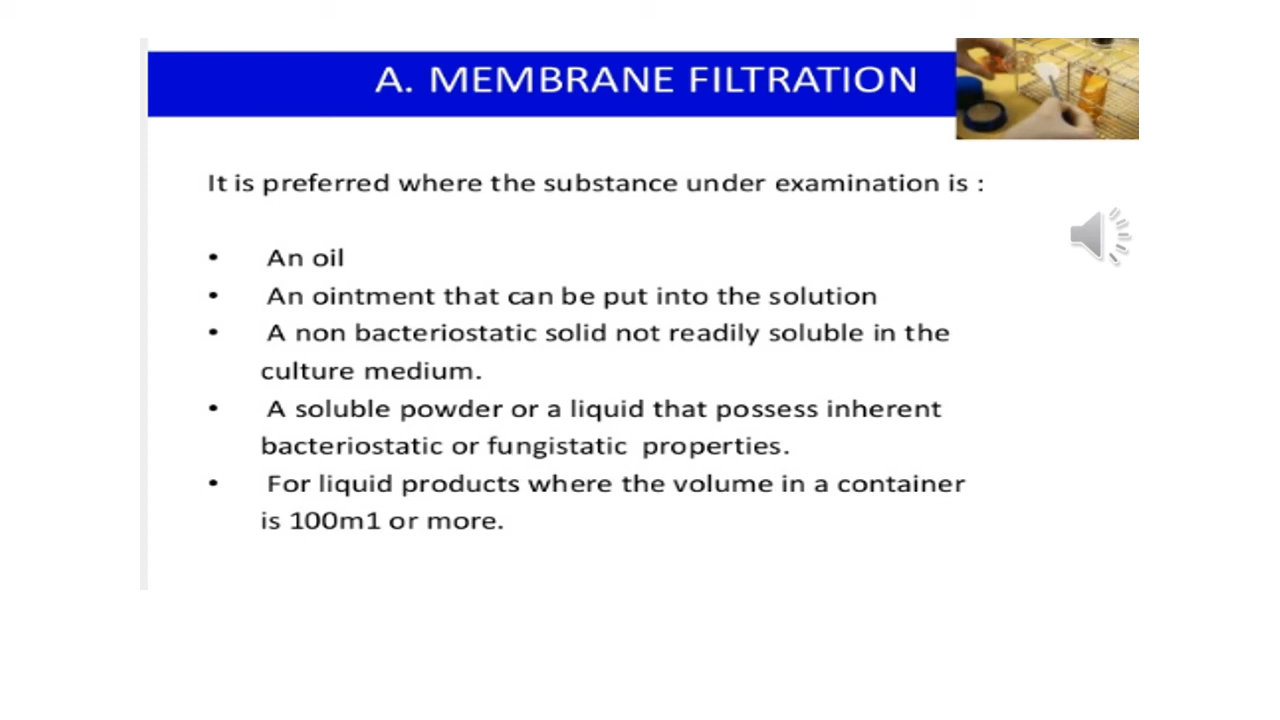 A. MEMBRANE FILTRATION
It is preferred where the substance under examination is :
• An oil
• An ointment that can be put into the solution
• A non bacteriostatic solid not readily soluble in the
culture medium.
• A soluble powder or a liquid that possess inherent
bacteriostatic or fungistatic properties.
• For liquid products where the volume in a container
is 100m1 or more.